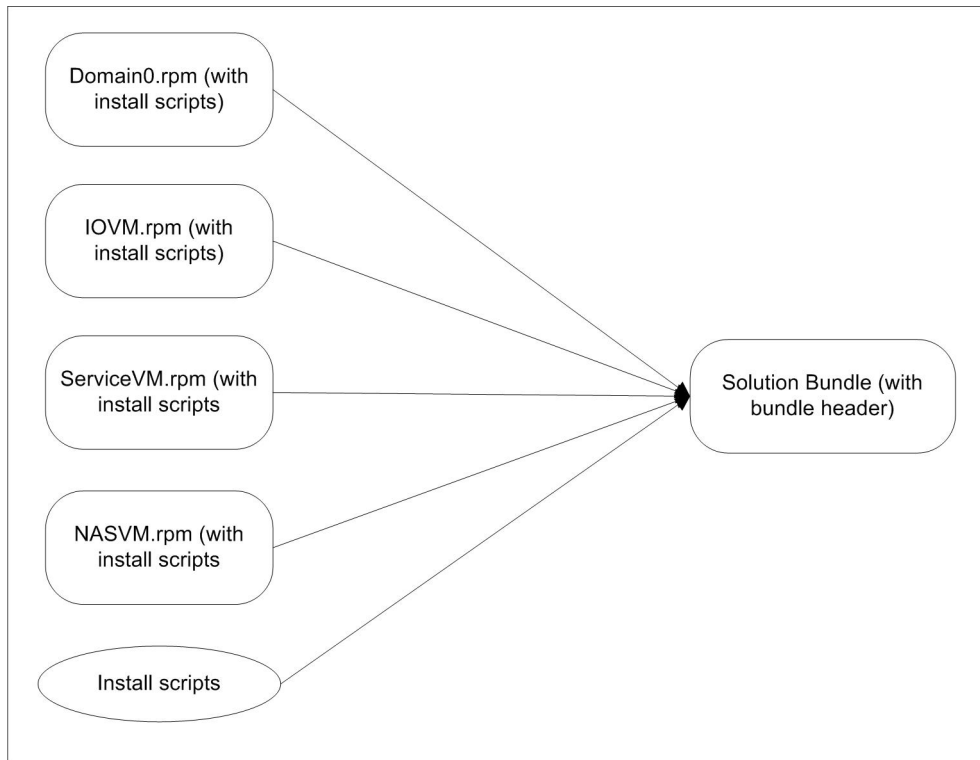 Domain0.rpm (with
install scripts)
IOVM.rpm (with
install scripts)
ServiceVM.rpm (with
install scripts
NASVM.rpm (with
install scripts
Install scripts
Solution Bundle (with
bundle header)